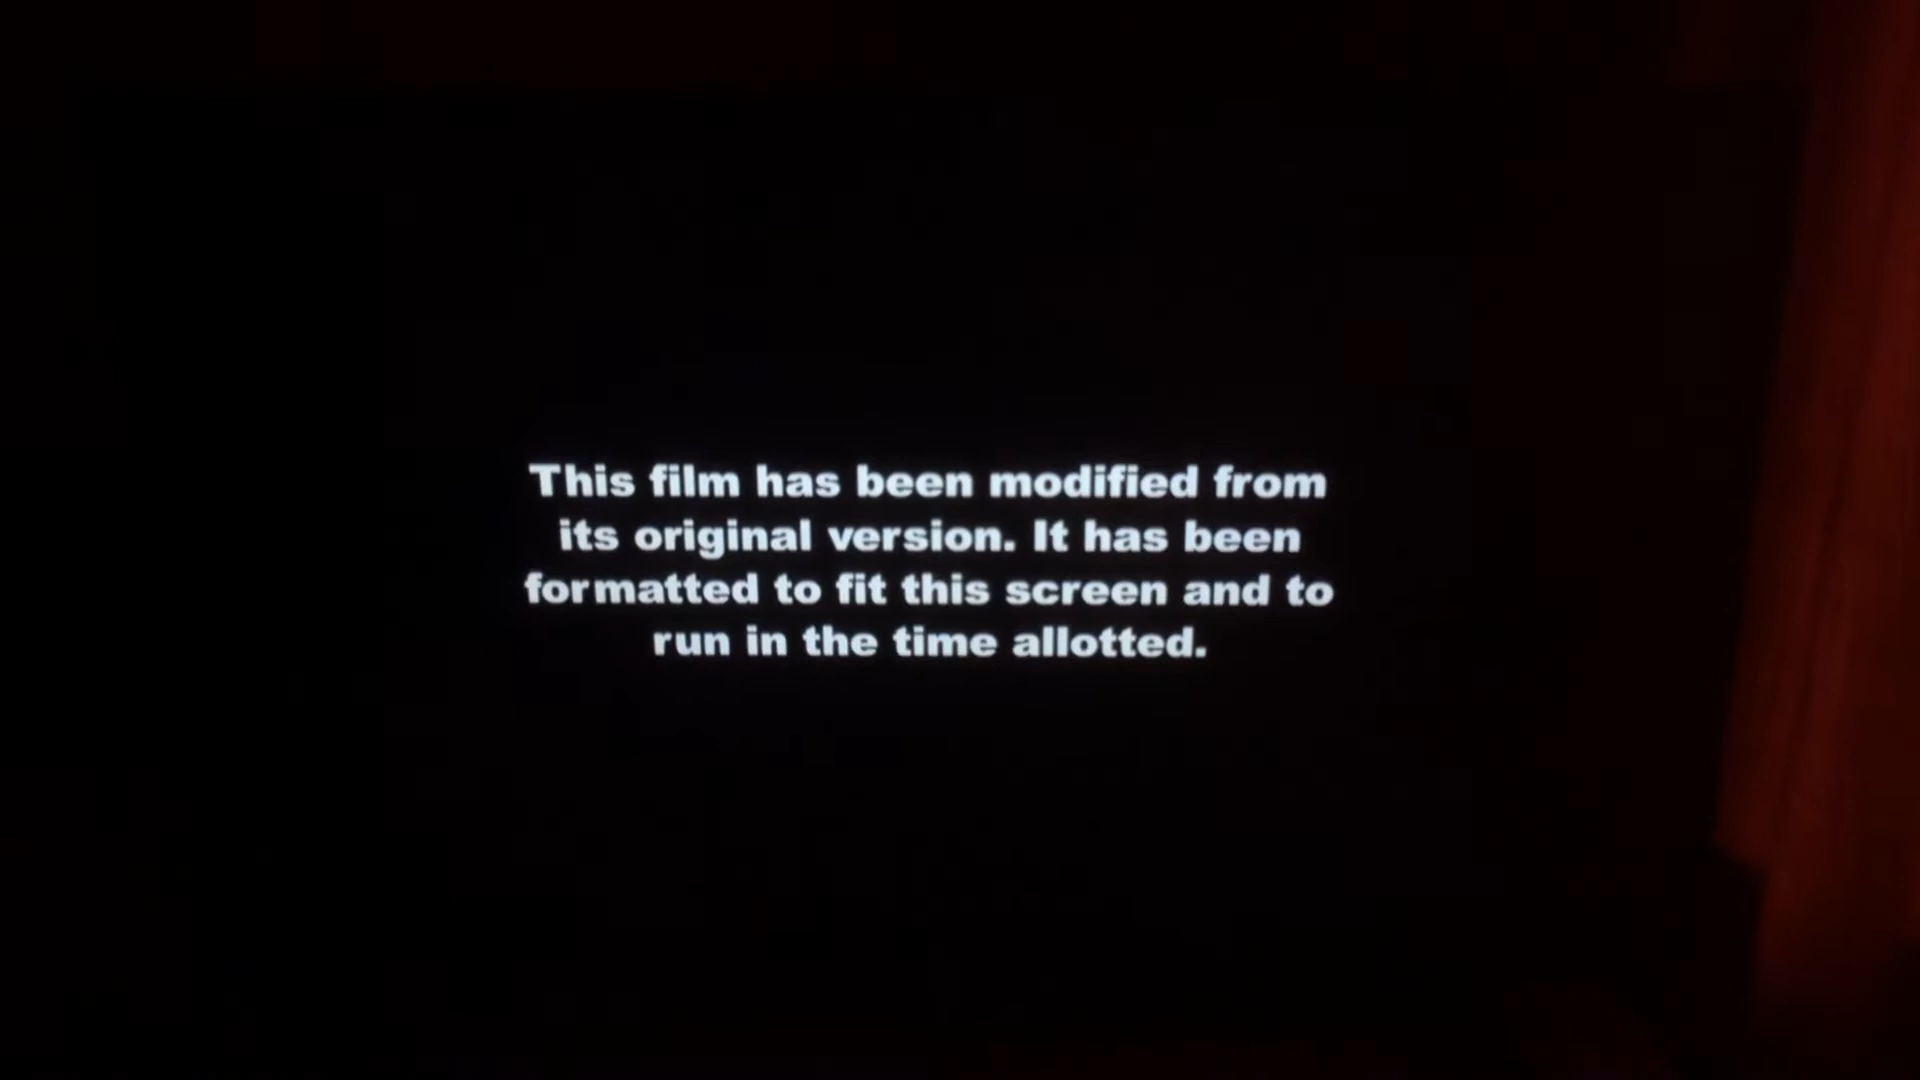 This film has been modified from
its original version. It has been
formatted to fit this screen and to
run in the time allotted.